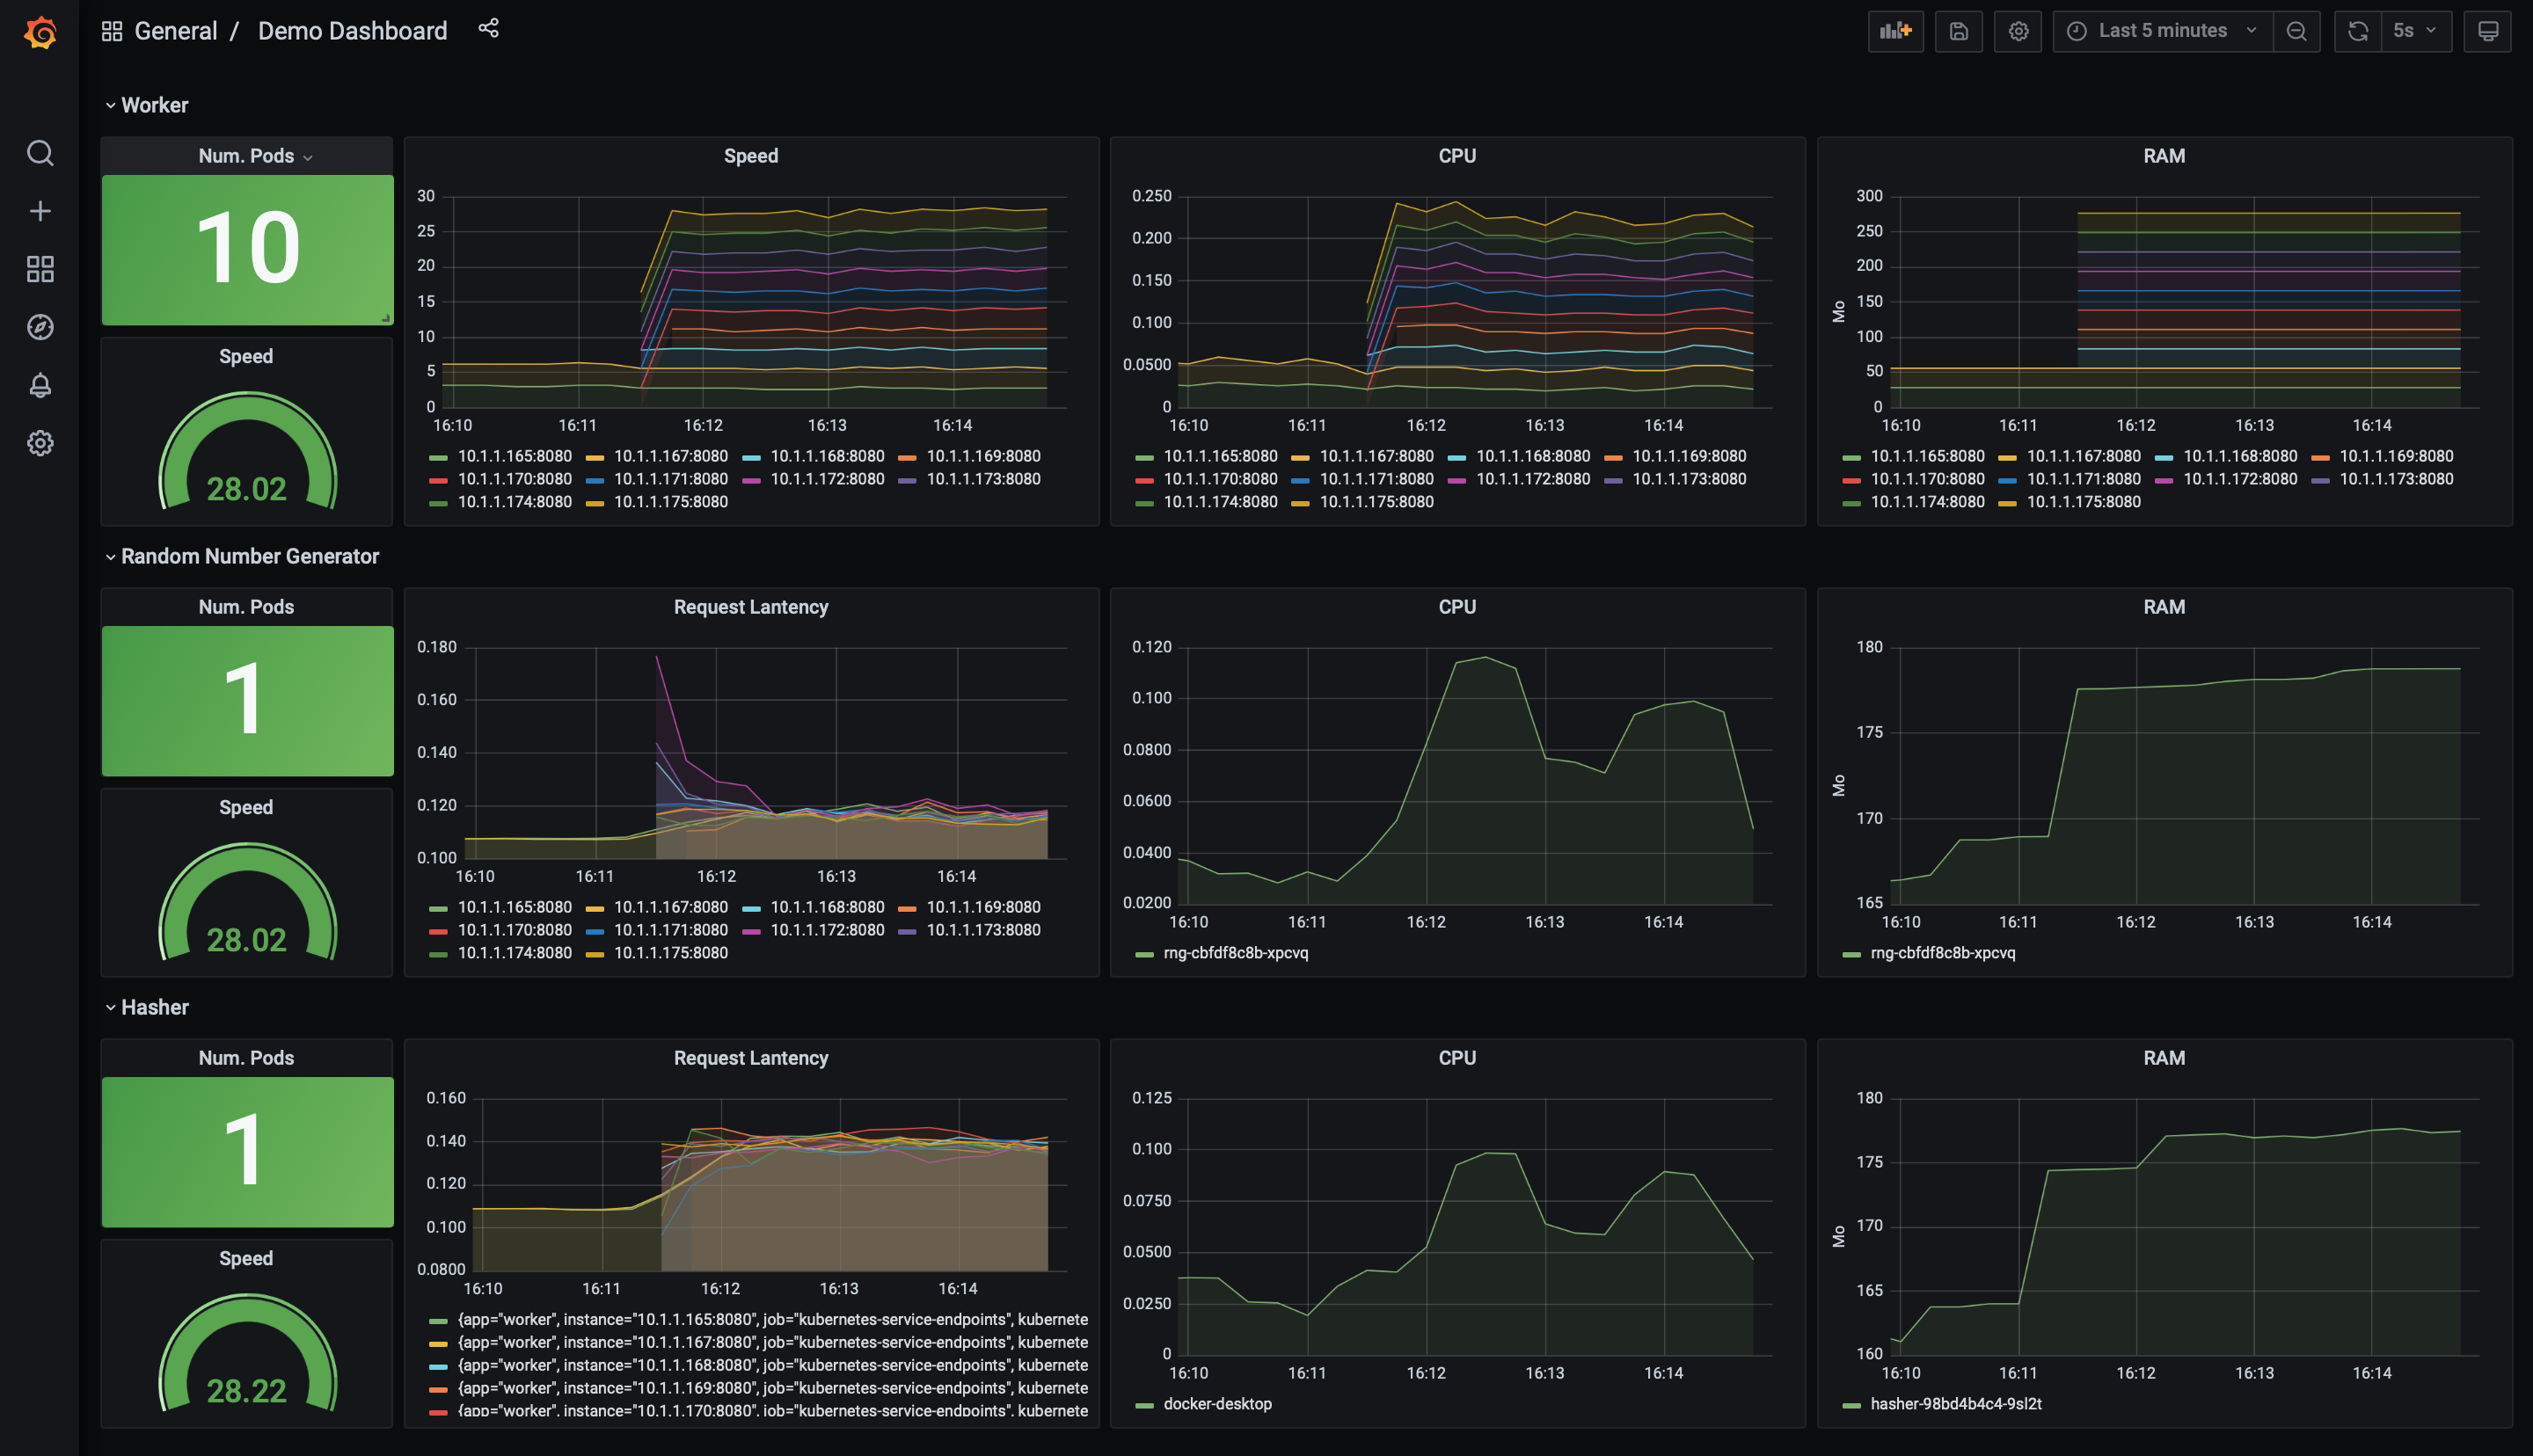 General / Demo Dashboard
Last 5 minutes
5s
Worker
Num. Pods
10
Speed
28.02
Speed
30
25
20
15
10
5
0
16:10 16:11 16:12 16:13 16:14
10.1.1.165:8080 10.1.1.167:8080 10.1.1.168:8080 10.1.1.169:8080
10.1.1.170:8080 10.1.1.171:8080 10.1.1.172:8080 10.1.1.173:8080
10.1.1.174:8080 10.1.1.175:8080
CPU
0.250
0.200
0.150
0.100
0.0500
0
16:10 16:11 16:12 16:13 16:14
10.1.1.165:8080 10.1.1.167:8080 10.1.1.168:8080 10.1.1.169:8080
10.1.1.170:8080 10.1.1.171:8080 10.1.1.172:8080 10.1.1.173:8080
10.1.1.174:8080 10.1.1.175:8080
RAM
Mo
300
250
200
150
100
50
0
16:10 16:11 16:12 16:13 16:14
10.1.1.165:8080 10.1.1.167:8080 10.1.1.168:8080 10.1.1.169:8080
10.1.1.170:8080 10.1.1.171:8080 10.1.1.172:8080 10.1.1.173:8080
10.1.1.174:8080 10.1.1.175:8080
Random Number Generator
Num. Pods
1
Speed
28.02
Request Lantency
0.180
0.160
0.140
0.120
0.100
16:10 16:11 16:12 16:13 16:14
10.1.1.165:8080 10.1.1.167:8080 10.1.1.168:8080 10.1.1.169:8080
10.1.1.170:8080 10.1.1.171:8080 10.1.1.172:8080 10.1.1.173:8080
10.1.1.174:8080 10.1.1.175:8080
CPU
0.120
0.100
0.0800
0.0600
0.0400
0.0200
16:10 16:11 16:12 16:13 16:14
rng-cbfdf8c8b-xpcvq
RAM
Mo
180
175
170
165
16:10 16:11 16:12 16:13 16:14
rng-cbfdf8c8b-xpcvq
Hasher
Num. Pods
1
Speed
28.22
Request Lantency
0.160
0.140
0.120
0.100
0.0800
16:10 16:11 16:12 16:13 16:14
{app="worker", instance="10.1.1.165:8080", job="kubernetes-service-endpoints", kubernete
{app="worker", instance="10.1.1.167:8080", job="kubernetes-service-endpoints", kubernete
{app="worker", instance="10.1.1.168:8080", job="kubernetes-service-endpoints", kubernete
{app="worker", instance="10.1.1.169:8080", job="kubernetes-service-endpoints", kubernete
{app="worker", instance="10.1.1.170:8080", job="kubernetes-service-endpoints", kubernete
CPU
0.125
0.100
0.0750
0.0500
0.0250
0
16:10 16:11 16:12 16:13 16:14
docker-desktop
RAM
Mo
180
175
170
165
160
16:10 16:11 16:12 16:13 16:14
hasher-98bd4b4c4-9sl2t